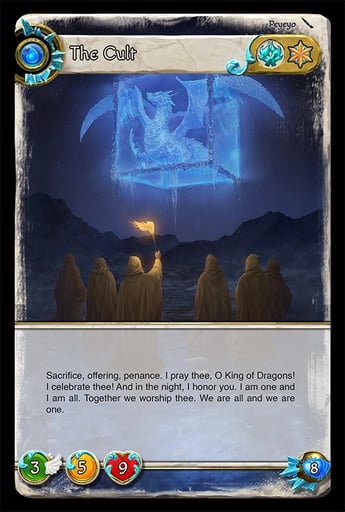 Peyeyo
The Cult
Sacrifice, offering, penance. I pray thee, O King of Dragons!
I celebrate thee! And in the night, I honor you. I am one and
I am all. Together we worship thee. We are all and we are
one.
3 5 9 8